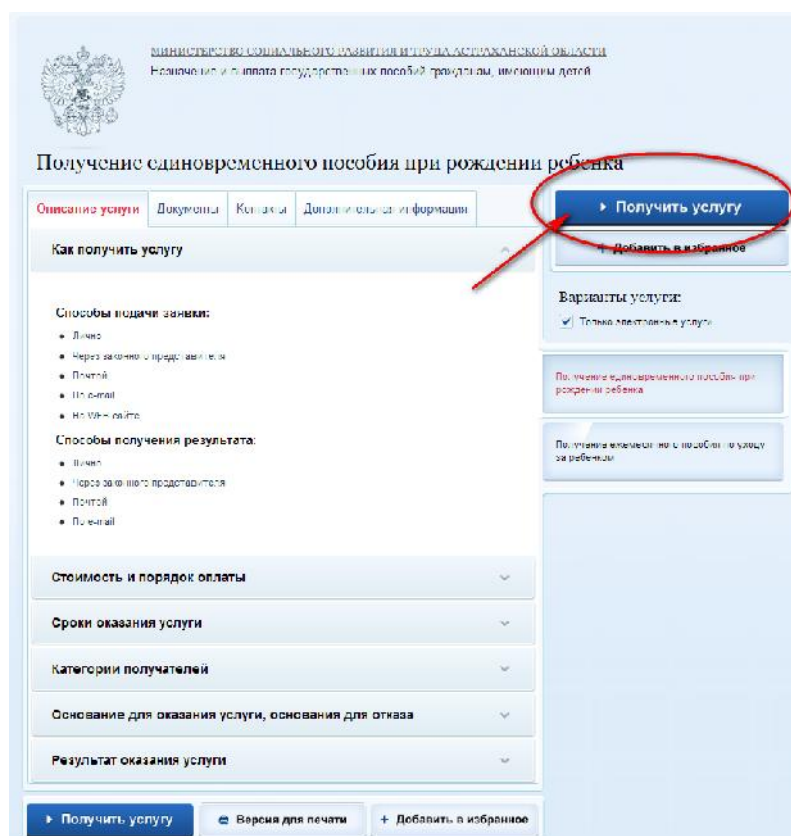 МИНИСТЕРСТВО СОЦИАЛЬНОГО РАЗВИТИЯ И ТРУДА АСТРАХАНСКОЙ ОБЛАСТИ
Назначение и выплата государственных пособий гражданам, имеющим детей
Получение единовременного пособия при рождении ребенка
Описание услуги Документы Контакты Дополнительная информация
Получить услугу
Как получить услугу
+ Добавить в избранное
Варианты услуги:
Только электронные услуги
Способы подачи заявки:
• Лично
• Через законного представителя
• Почтой
• По e-mail
• На WEB-сайте
Способы получения результата:
• Лично
• Через законного представителя
• Почтой
• По e-mail
Получение единовременного пособия при
рождении ребенка
Получение ежемесячного пособия по уходу
за ребенком
Стоимость и порядок оплаты
Сроки оказания услуги
Категории получателей
Основание для оказания услуги, основания для отказа
Результат оказания услуги
Получить услугу Версия для печати + Добавить в избранное